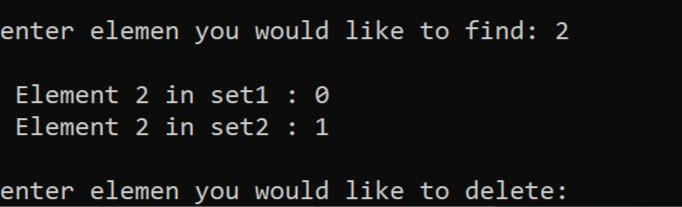 enter elemen you would like to find: 2
Element 2 in set1 : 0
Element 2 in set2 : 1
enter elemen you would like to delete: